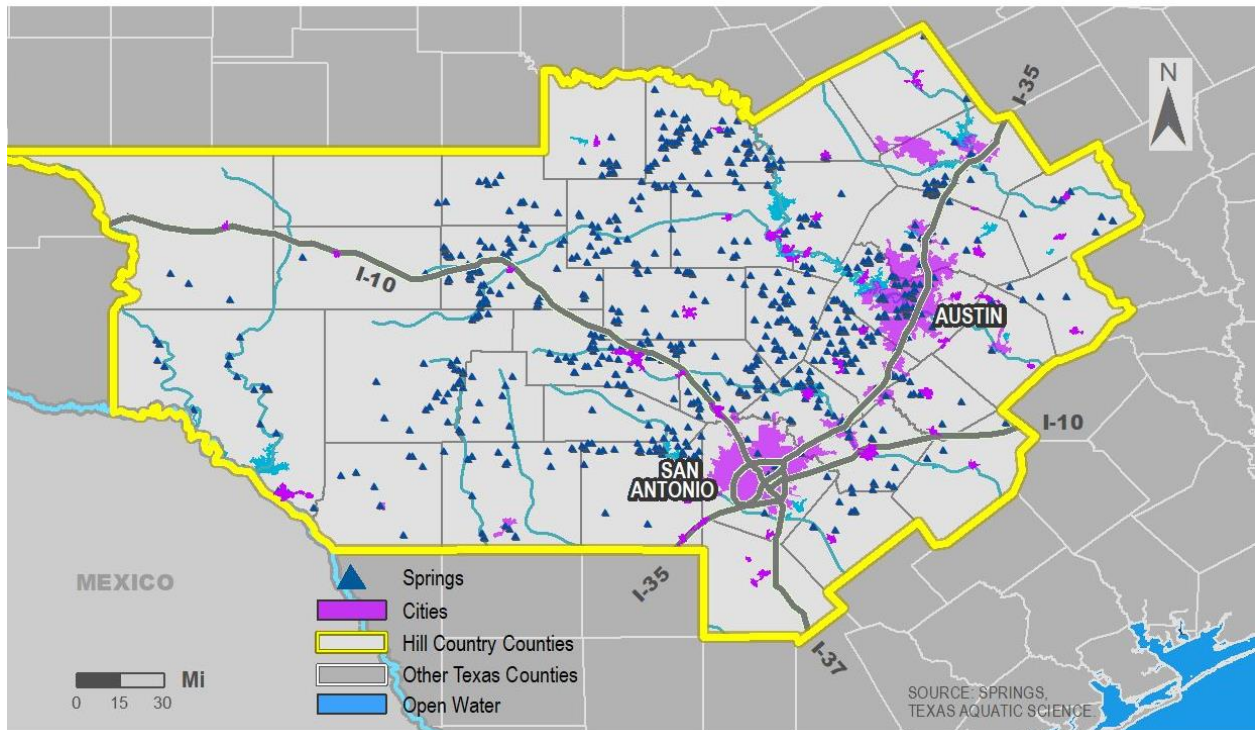 N
I-35
I-10
AUSTIN
I-10
SAN
ANTONIO
I-35
I-37
MEXICO
Springs
Cities
Hill Country Counties
Other Texas Counties
Open Water
Mi
0 15 30
SOURCE: SPRINGS,
TEXAS AQUATIC SCIENCE.